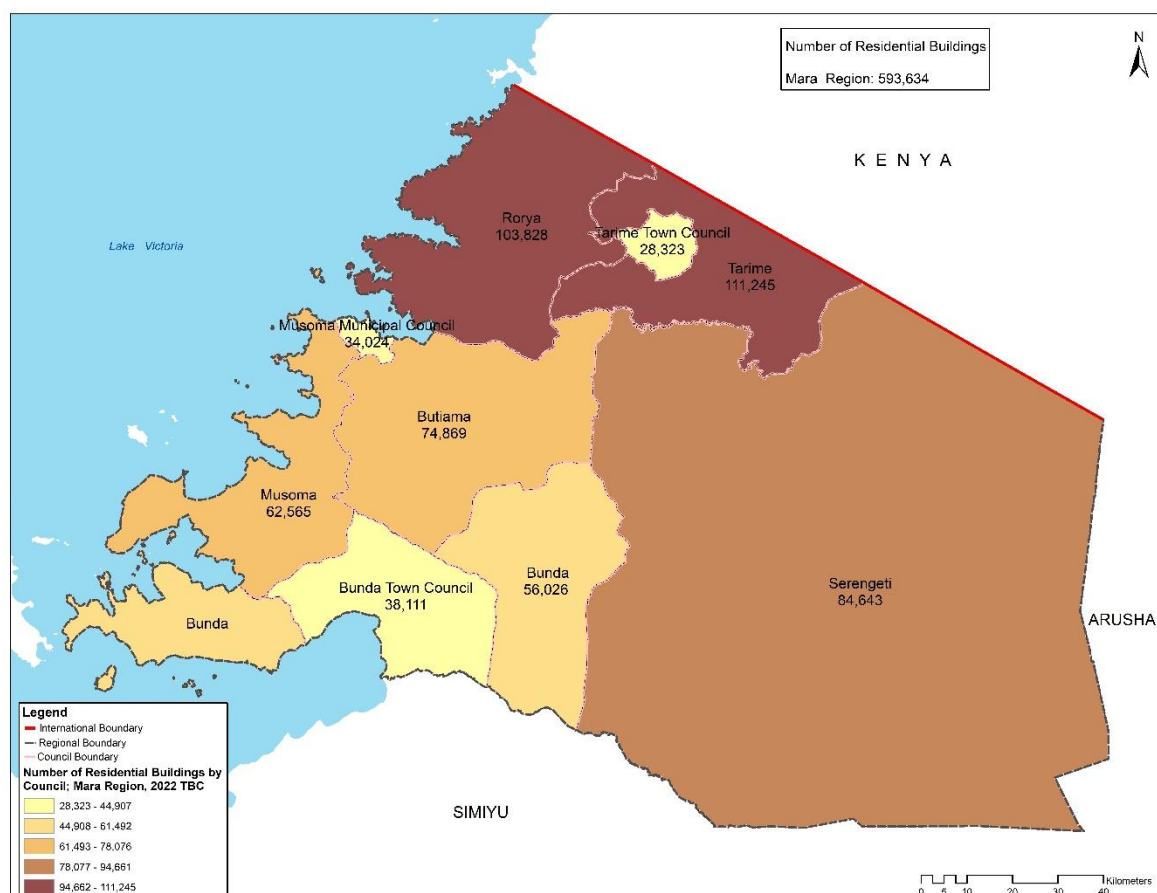 Number of Residential Buildings
Mara Region: 593,634
N
K E N Y A
Rorya
103,828
Tarime Town Council
28,323
Tarime
111,245
Lake Victoria
Musoma Municipal Council
34,024
Butiama
74,869
Musoma
62,565
Bunda Town Council
38,111
Bunda
56,026
Serengeti
84,643
ARUSHA
Bunda
SIMIYU
Legend
International Boundary
Regional Boundary
Council Boundary
Number of Residential Buildings by
Council; Mara Region, 2022 TBC
28,323 - 44,907
44,908 - 61,492
61,493 - 78,076
78,077 - 94,661
94,662 - 111,245
Kilometers
0 5 10 20 30 40